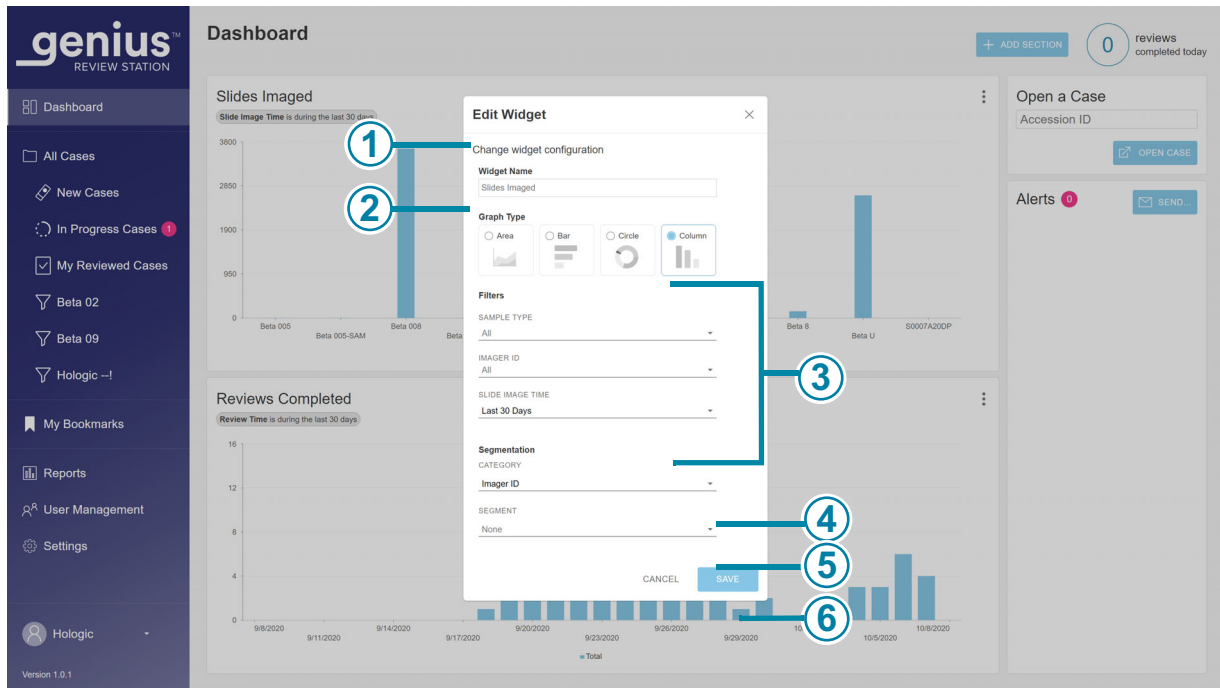 genius™
REVIEW STATION
Dashboard
All Cases
New Cases
In Progress Cases 1
My Reviewed Cases
Beta 02
Beta 09
Hologic --!
My Bookmarks
Reports
User Management
Settings
Hologic
Version 1.0.1
Dashboard
+ ADD SECTION
0 reviews
completed today
Slides Imaged
Slide Image Time is during the last 30 days
3800
2850
1900
950
0
Beta 005
Beta 005-SAM
Beta 008
Beta
Beta 8
Beta U
S0007A20DP
Reviews Completed
Review Time is during the last 30 days
16
12
8
4
0
9/8/2020
9/11/2020
9/14/2020
9/17/2020
9/20/2020
9/23/2020
9/26/2020
9/29/2020
10/5/2020
10/8/2020
Total
Edit Widget
Change widget configuration
Widget Name
Slides Imaged
Graph Type
Area Bar Circle Column
Filters
SAMPLE TYPE
All
IMAGER ID
All
SLIDE IMAGE TIME
Last 30 Days
Segmentation
CATEGORY
Imager ID
SEGMENT
None
CANCEL SAVE
1
2
3
4
5
6
Open a Case
Accession ID
OPEN CASE
Alerts 0
SEND...